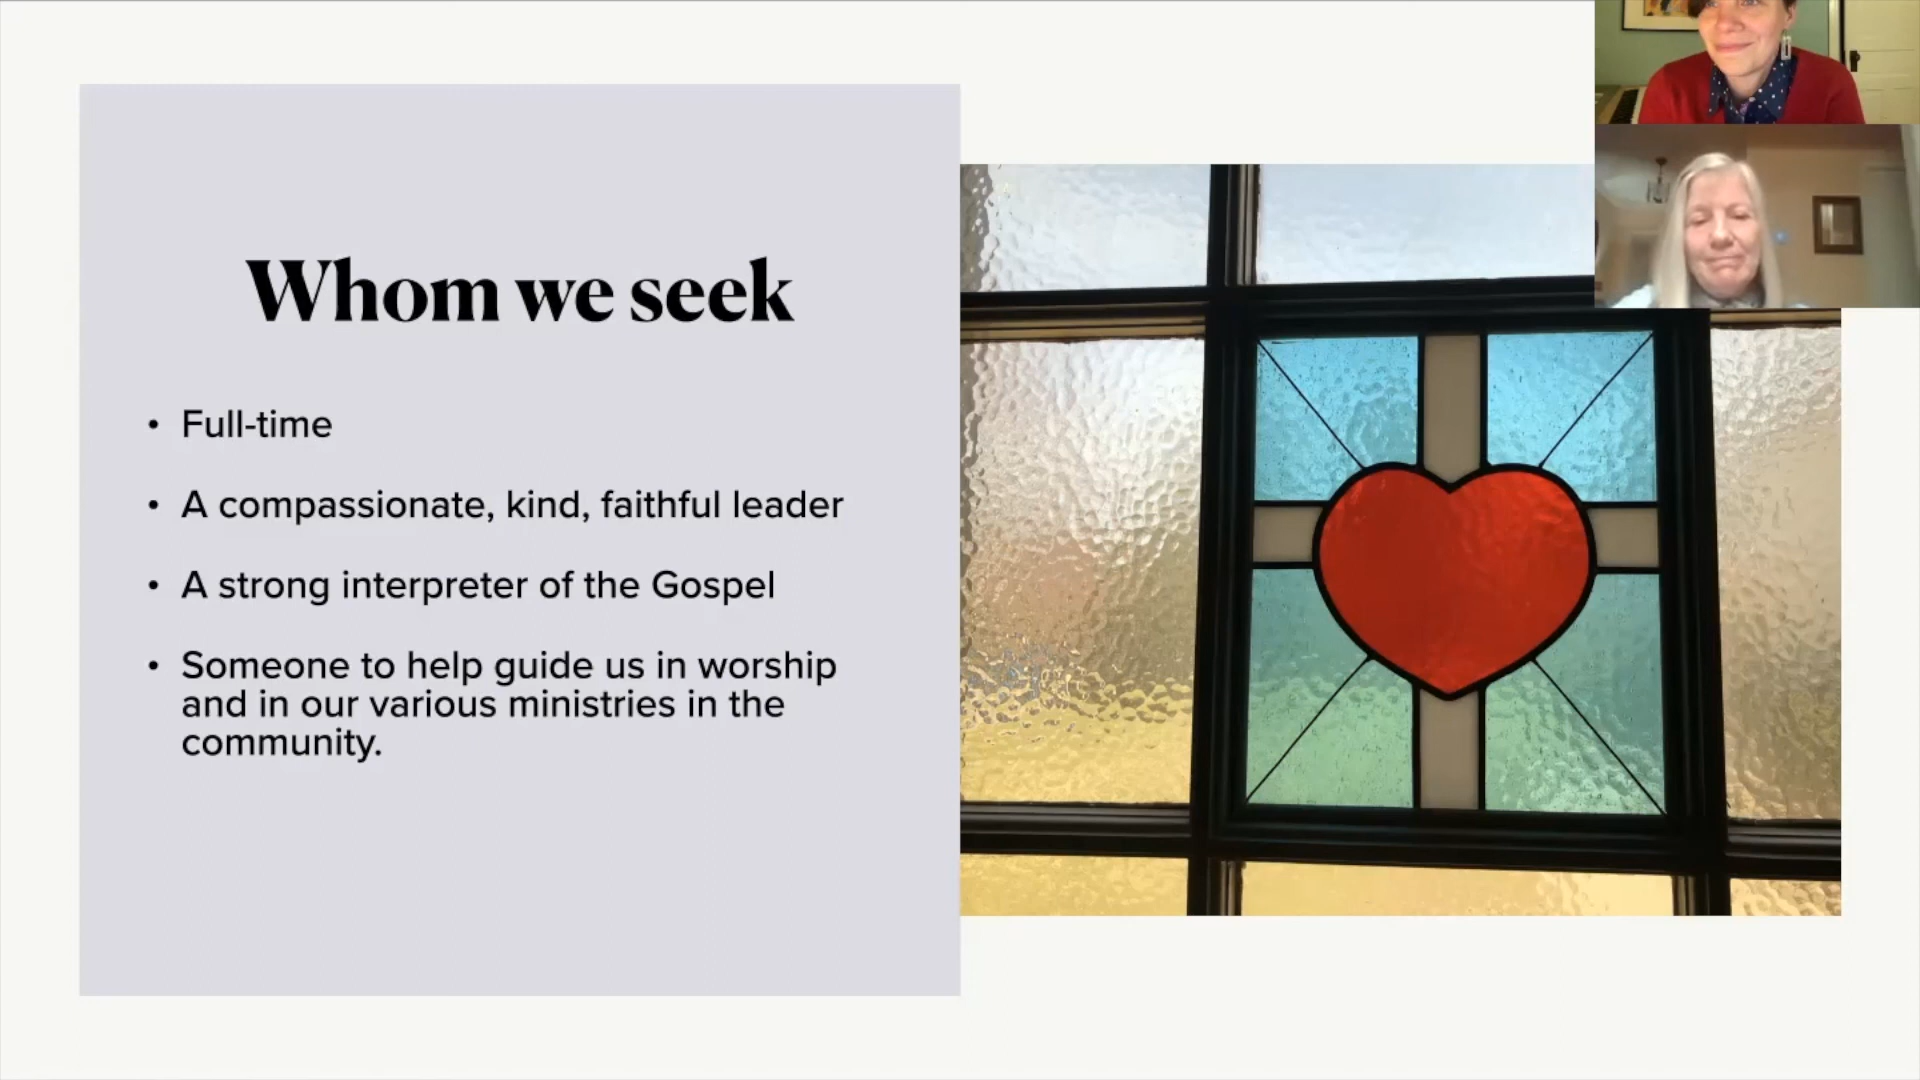 Whom we seek
• Full-time
• A compassionate, kind, faithful leader
• A strong interpreter of the Gospel
• Someone to help guide us in worship
and in our various ministries in the
community.